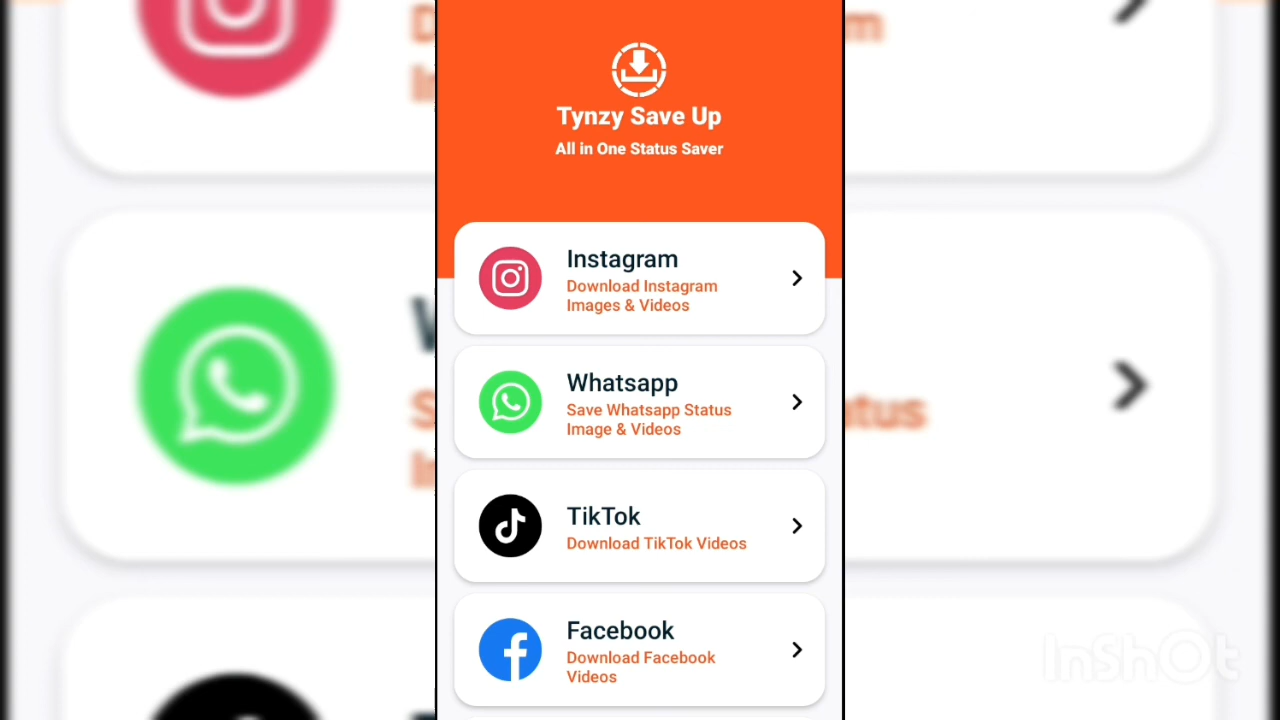 Tynzy Save Up
All in One Status Saver
Instagram
Download Instagram
Images & Videos
Whatsapp
Save Whatsapp Status
Image & Videos
TikTok
Download TikTok Videos
Facebook
Download Facebook
Videos
atus
InShOt